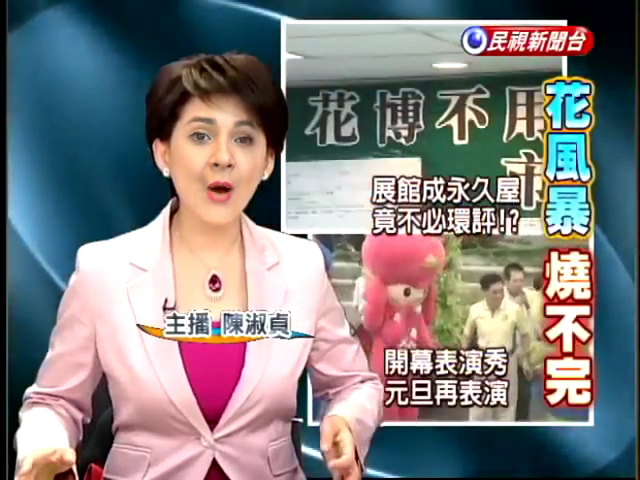 民視新聞台
花博不用
市
展館成永久屋
竟不必環評!?
花風暴 燒不完
主播 陳淑貞
開幕表演秀
元旦再表演